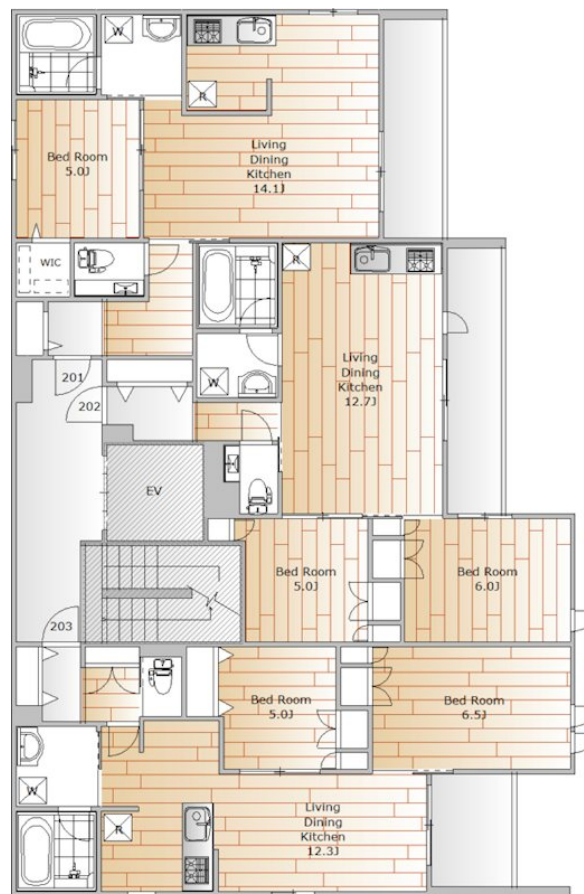 W
R
Bed Room
5.0J
Living
Dining
Kitchen
14.1J
WIC
R
Living
Dining
Kitchen
12.7J
201
W
202
EV
Bed Room
5.0J
Bed Room
6.0J
203
Bed Room
5.0J
Bed Room
6.5J
W
R
Living
Dining
Kitchen
12.3J